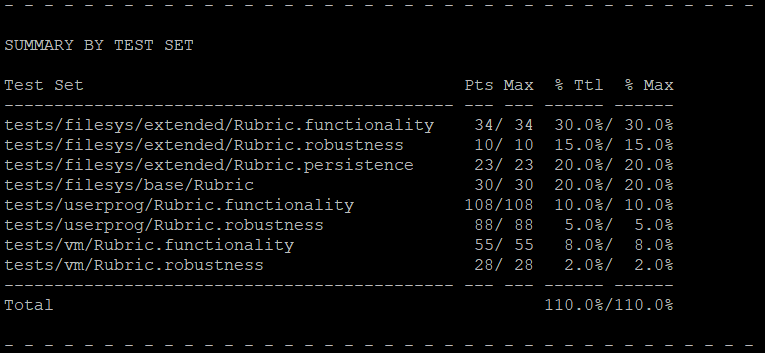 - - - - - - - - - - - - - - - - - - - - - - - - - - - - - - - - - - - - - -
SUMMARY BY TEST SET
Test Set                                      Pts Max  % Ttl  % Max
--------------------------------------------- --- --- ------ ------
tests/filesys/extended/Rubric.functionality    34/ 34  30.0%/ 30.0%
tests/filesys/extended/Rubric.robustness       10/ 10  15.0%/ 15.0%
tests/filesys/extended/Rubric.persistence      23/ 23  20.0%/ 20.0%
tests/filesys/base/Rubric                      30/ 30  20.0%/ 20.0%
tests/userprog/Rubric.functionality           108/108  10.0%/ 10.0%
tests/userprog/Rubric.robustness               88/ 88   5.0%/  5.0%
tests/vm/Rubric.functionality                  55/ 55   8.0%/  8.0%
tests/vm/Rubric.robustness                     28/ 28   2.0%/  2.0%
--------------------------------------------- --- --- ------ ------
Total                                                 110.0%/110.0%
- - - - - - - - - - - - - - - - - - - - - - - - - - - - - - - - - - - - - -